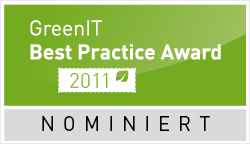 GreenIT
Best Practice Award
2011
NOMINIERT